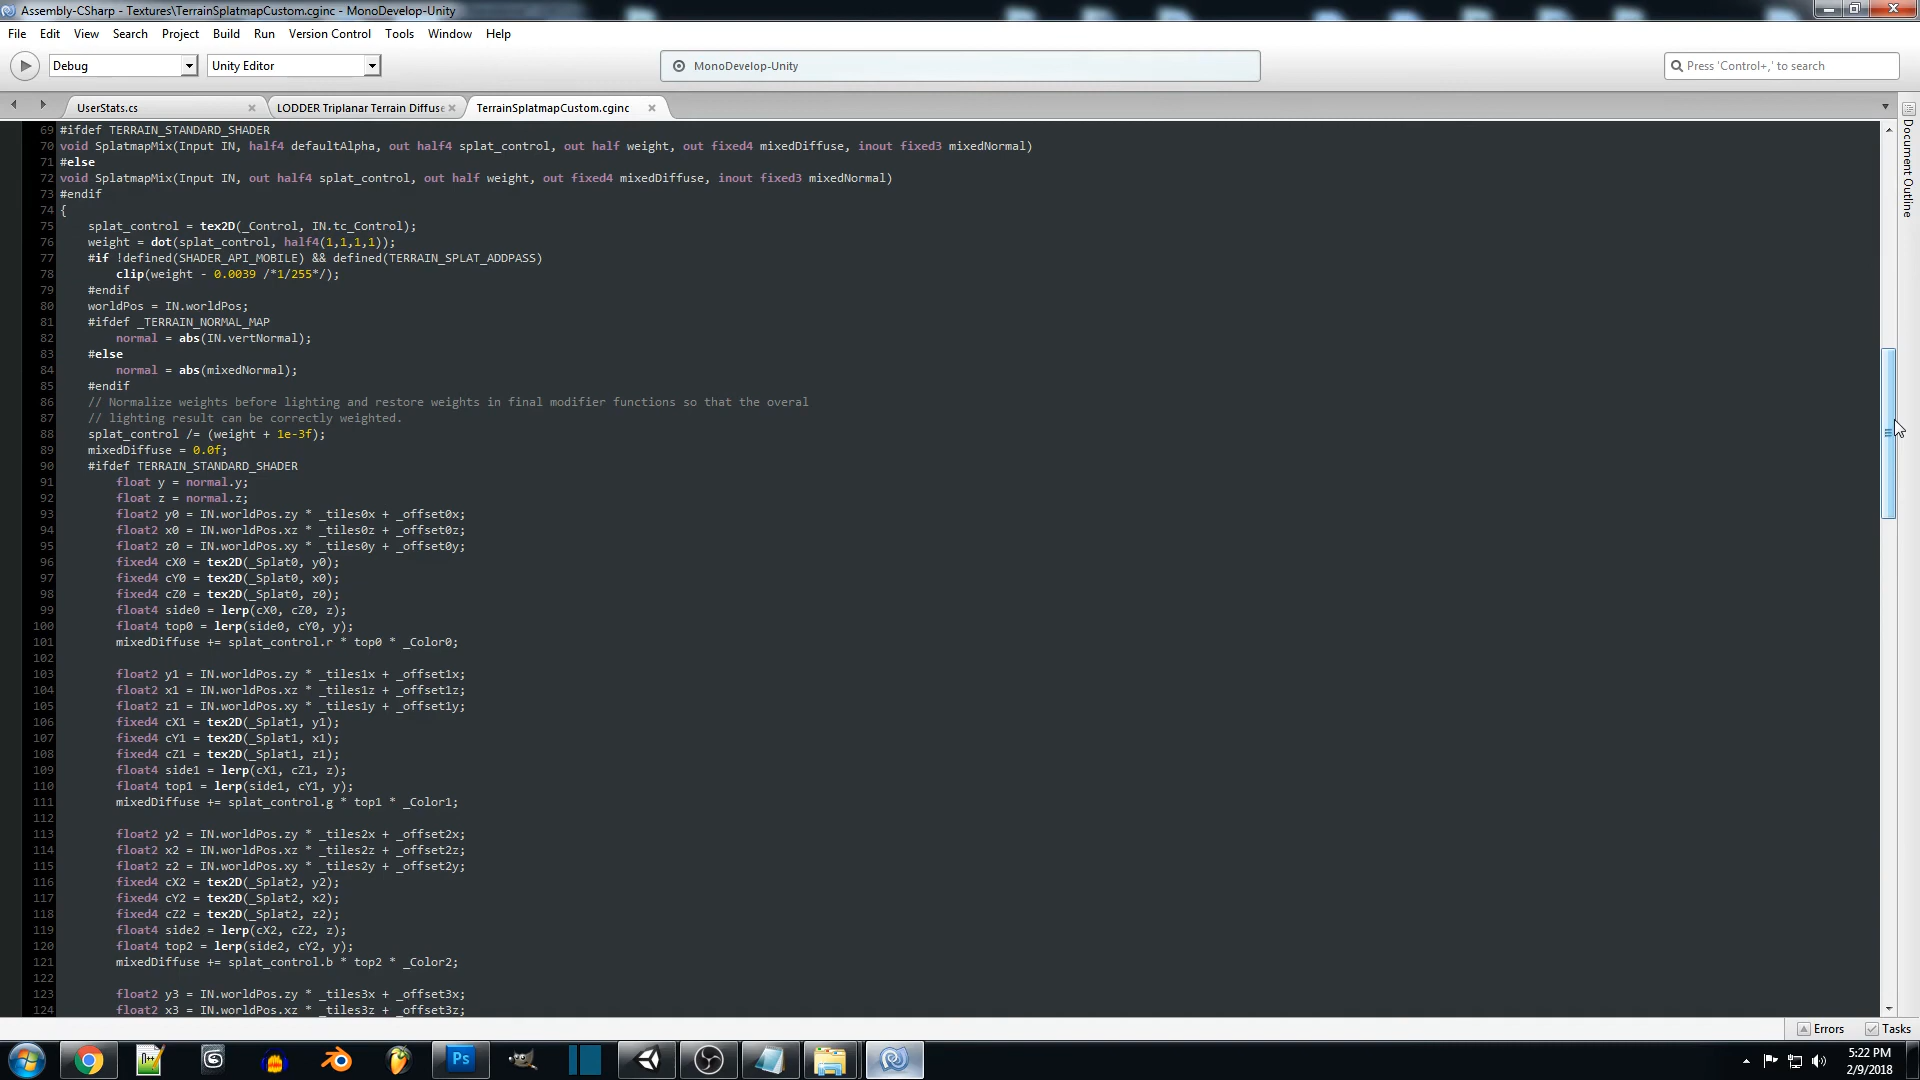 Assembly-CSharp - Textures\TerrainSplatmapCustom.cginc - MonoDevelop-Unity
File Edit View Search Project Build Run Version Control Tools Window Help
Debug Unity Editor MonoDevelop-Unity Press 'Control+,' to search
UserStats.cs LODDER Triplanar Terrain Diffuse TerrainSplatmapCustom.cginc
Document Outline
69 #ifdef TERRAIN_STANDARD_SHADER
70 void SplatmapMix(Input IN, half4 defaultAlpha, out half4 splat_control, out half weight, out fixed4 mixedDiffuse, inout fixed3 mixedNormal)
71 #else
72 void SplatmapMix(Input IN, out half4 splat_control, out half weight, out fixed4 mixedDiffuse, inout fixed3 mixedNormal)
73 #endif
74 {
75 splat_control = tex2D(_Control, IN.tc_Control);
76 weight = dot(splat_control, half4(1,1,1,1));
77 #if !defined(SHADER_API_MOBILE) && defined(TERRAIN_SPLAT_ADDPASS)
78 clip(weight - 0.0039 /*1/255*/);
79 #endif
80 worldPos = IN.worldPos;
81 #ifdef _TERRAIN_NORMAL_MAP
82 normal = abs(IN.vertNormal);
83 #else
84 normal = abs(mixedNormal);
85 #endif
86 // Normalize weights before lighting and restore weights in final modifier functions so that the overal
87 // lighting result can be correctly weighted.
88 splat_control /= (weight + 1e-3f);
89 mixedDiffuse = 0.0f;
90 #ifdef TERRAIN_STANDARD_SHADER
91 float y = normal.y;
92 float z = normal.z;
93 float2 y0 = IN.worldPos.zy * _tiles0x + _offset0x;
94 float2 x0 = IN.worldPos.xz * _tiles0z + _offset0z;
95 float2 z0 = IN.worldPos.xy * _tiles0y + _offset0y;
96 fixed4 cX0 = tex2D(_Splat0, y0);
97 fixed4 cY0 = tex2D(_Splat0, x0);
98 fixed4 cZ0 = tex2D(_Splat0, z0);
99 float4 side0 = lerp(cX0, cZ0, z);
100 float4 top0 = lerp(side0, cY0, y);
101 mixedDiffuse += splat_control.r * top0 * _Color0;
102
103 float2 y1 = IN.worldPos.zy * _tiles1x + _offset1x;
104 float2 x1 = IN.worldPos.xz * _tiles1z + _offset1z;
105 float2 z1 = IN.worldPos.xy * _tiles1y + _offset1y;
106 fixed4 cX1 = tex2D(_Splat1, y1);
107 fixed4 cY1 = tex2D(_Splat1, x1);
108 fixed4 cZ1 = tex2D(_Splat1, z1);
109 float4 side1 = lerp(cX1, cZ1, z);
110 float4 top1 = lerp(side1, cY1, y);
111 mixedDiffuse += splat_control.g * top1 * _Color1;
112
113 float2 y2 = IN.worldPos.zy * _tiles2x + _offset2x;
114 float2 x2 = IN.worldPos.xz * _tiles2z + _offset2z;
115 float2 z2 = IN.worldPos.xy * _tiles2y + _offset2y;
116 fixed4 cX2 = tex2D(_Splat2, y2);
117 fixed4 cY2 = tex2D(_Splat2, x2);
118 fixed4 cZ2 = tex2D(_Splat2, z2);
119 float4 side2 = lerp(cX2, cZ2, z);
120 float4 top2 = lerp(side2, cY2, y);
121 mixedDiffuse += splat_control.b * top2 * _Color2;
122
123 float2 y3 = IN.worldPos.zy * _tiles3x + _offset3x;
124 float2 x3 = IN.worldPos.xz * _tiles3z + _offset3z;
Errors Tasks
Ps
5:22 PM
2/9/2018